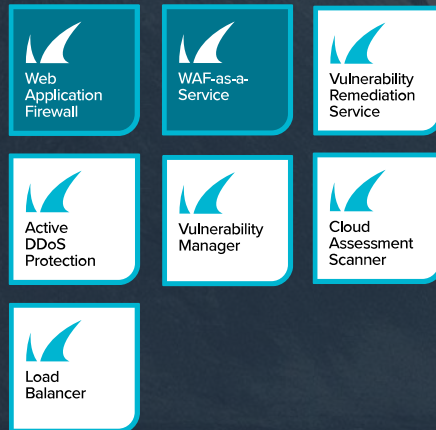 Web
Application
Firewall
WAF-as-a-
Service
Vulnerability
Remediation
Service
Active
DDoS
Protection
Vulnerability
Manager
Cloud
Assessment
Scanner
Load
Balancer